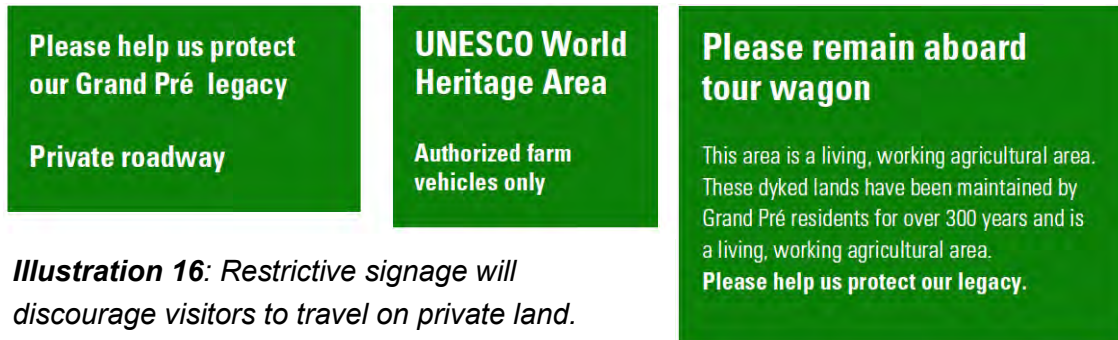 Please help us protect
our Grand Pré legacy
Private roadway
UNESCO World
Heritage Area
Authorized farm
vehicles only
Please remain aboard
tour wagon
This area is a living, working agricultural area.
These dyked lands have been maintained by
Grand Pré residents for over 300 years and is
a living, working agricultural area.
Please help us protect our legacy.
Illustration 16: Restrictive signage will
discourage visitors to travel on private land.